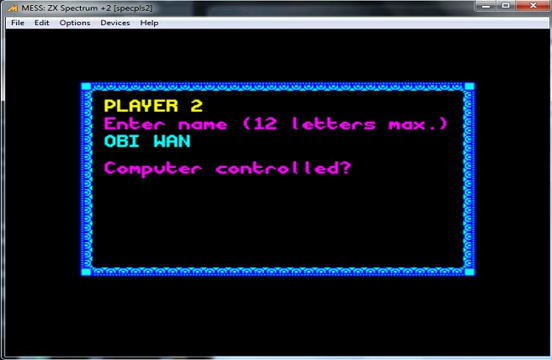 MESS: ZX Spectrum +2 [specpls2]
File Edit Options Devices Help
PLAYER 2
Enter name (12 letters max.)
OBI WAN
Computer controlled?